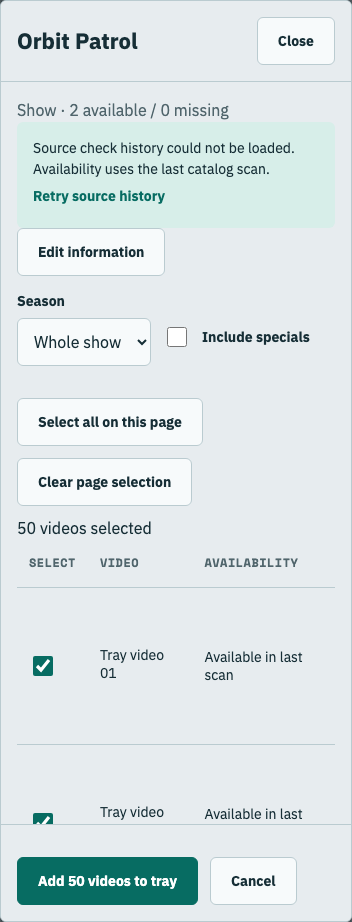 Orbit Patrol
Close
Show · 2 available / 0 missing
Source check history could not be loaded.
Availability uses the last catalog scan.
Retry source history
Edit information
Season
Whole show
Include specials
Select all on this page
Clear page selection
50 videos selected
SELECT VIDEO AVAILABILITY
Tray video
01
Available in last
scan
Tray video
Available in last
Add 50 videos to tray
Cancel